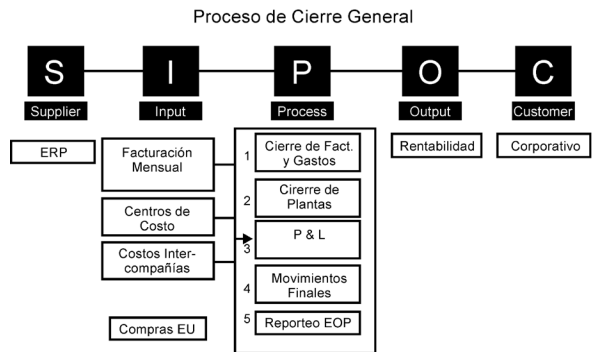 Proceso de Cierre General
S I P O C
Supplier Input Process Output Customer
ERP
Facturación
Mensual
Centros de
Costo
Costos Inter-
compañías
Compras EU
1 Cierre de Fact.
y Gastos
2 Cirerre de
Plantas
3 P & L
4 Movimientos
Finales
5 Reporteo EOP
Rentabilidad
Corporativo